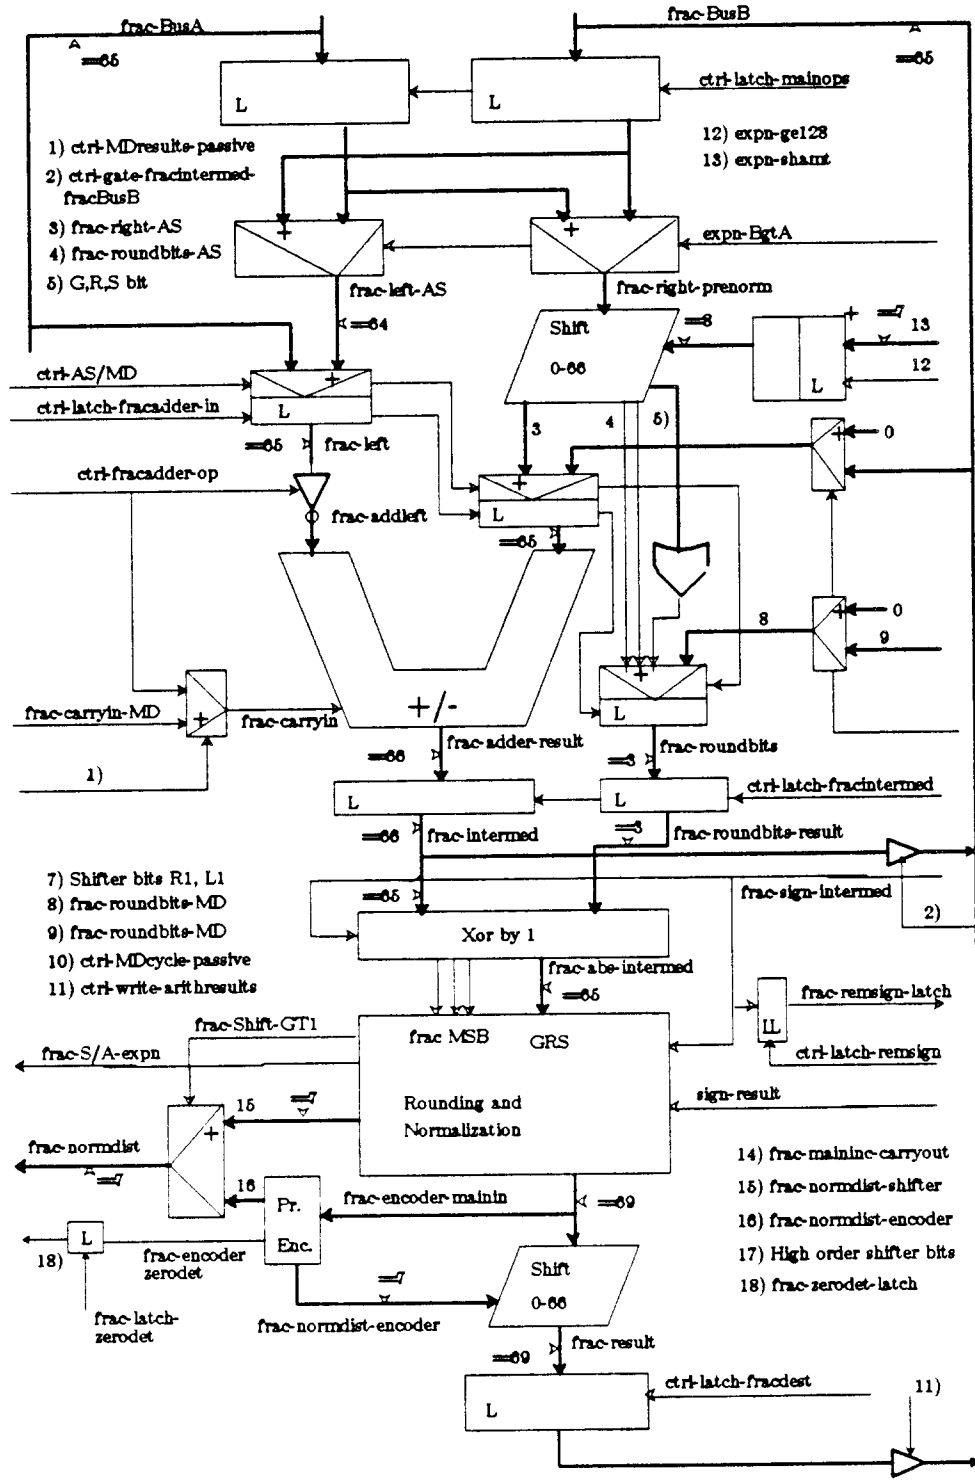 frac-BusA
frac-BusB
=65
=65
L
L
ctrl-latch-mainops
1) ctrl-MDresults-passive
2) ctrl-gate-fracintermed-
fracBusB
3) frac-right-AS
4) frac-roundbits-AS
5) G,R,S bit
12) expn-ge128
13) expn-shamt
+
+
expn-BgtA
frac-left-AS
frac-right-prenorm
=64
Shift
0-66
=8
+
=7
13
12
L
ctrl-AS/MD
+
ctrl-latch-fracadder-in
L
3
4
5)
=65
frac-left
+
0
ctrl-fracadder-op
+
L
frac-addleft
=65
+
0
8
9
+
L
+/-
frac-carryin-MD
+
frac-carryin
1)
=66
frac-adder-result
=3
frac-roundbits
L
L
ctrl-latch-fracintermed
=66
frac-intermed
=3
frac-roundbits-result
7) Shifter bits R1, L1
8) frac-roundbits-MD
9) frac-roundbits-MD
10) ctrl-MDcycle-passive
11) ctrl-write-arithresults
=65
frac-sign-intermed
2)
Xor by 1
frac-abs-intermed
=65
frac-remsign-latch
LL
ctrl-latch-remsign
frac-Shift-GT1
frac MSB
GRS
frac-S/A-expn
sign-result
15
=7
Rounding and
Normalization
+
frac-normdist
=7
16
Pr.
Enc.
frac-encoder-mainin
=69
14) frac-maininc-carryout
15) frac-normdist-shifter
16) frac-normdist-encoder
17) High order shifter bits
18) frac-zerodet-latch
L
18)
frac-encoder
zerodet
Shift
0-66
=7
frac-latch-
zerodet
frac-normdist-encoder
=69
frac-result
L
ctrl-latch-fracdest
11)